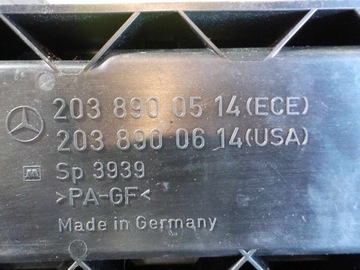 203 890 05 14(ECE)
203 890 06 14(USA)
Sp 3939
>PA-GF<
Made in Germany